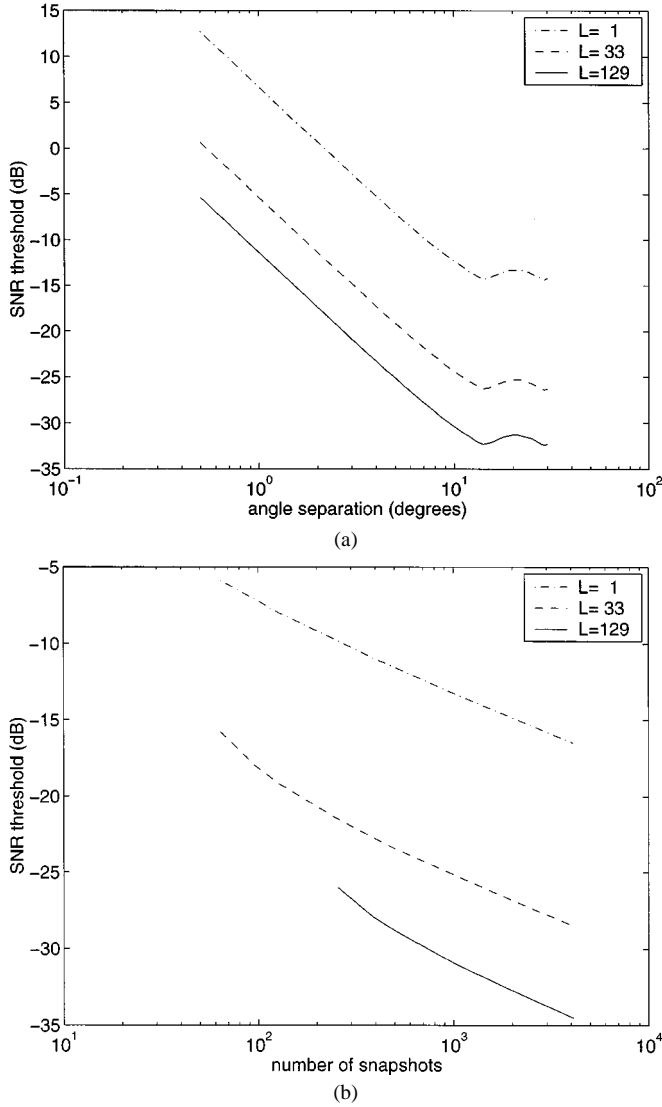 15
10
5
0
−5
−10
−15
−20
−25
−30
−35
SNR threshold (dB)
L= 1
L= 33
L=129
10^-1
10^0
10^1
10^2
angle separation (degrees)
(a)
−5
−10
−15
−20
−25
−30
−35
SNR threshold (dB)
L= 1
L= 33
L=129
10^1
10^2
10^3
10^4
number of snapshots
(b)